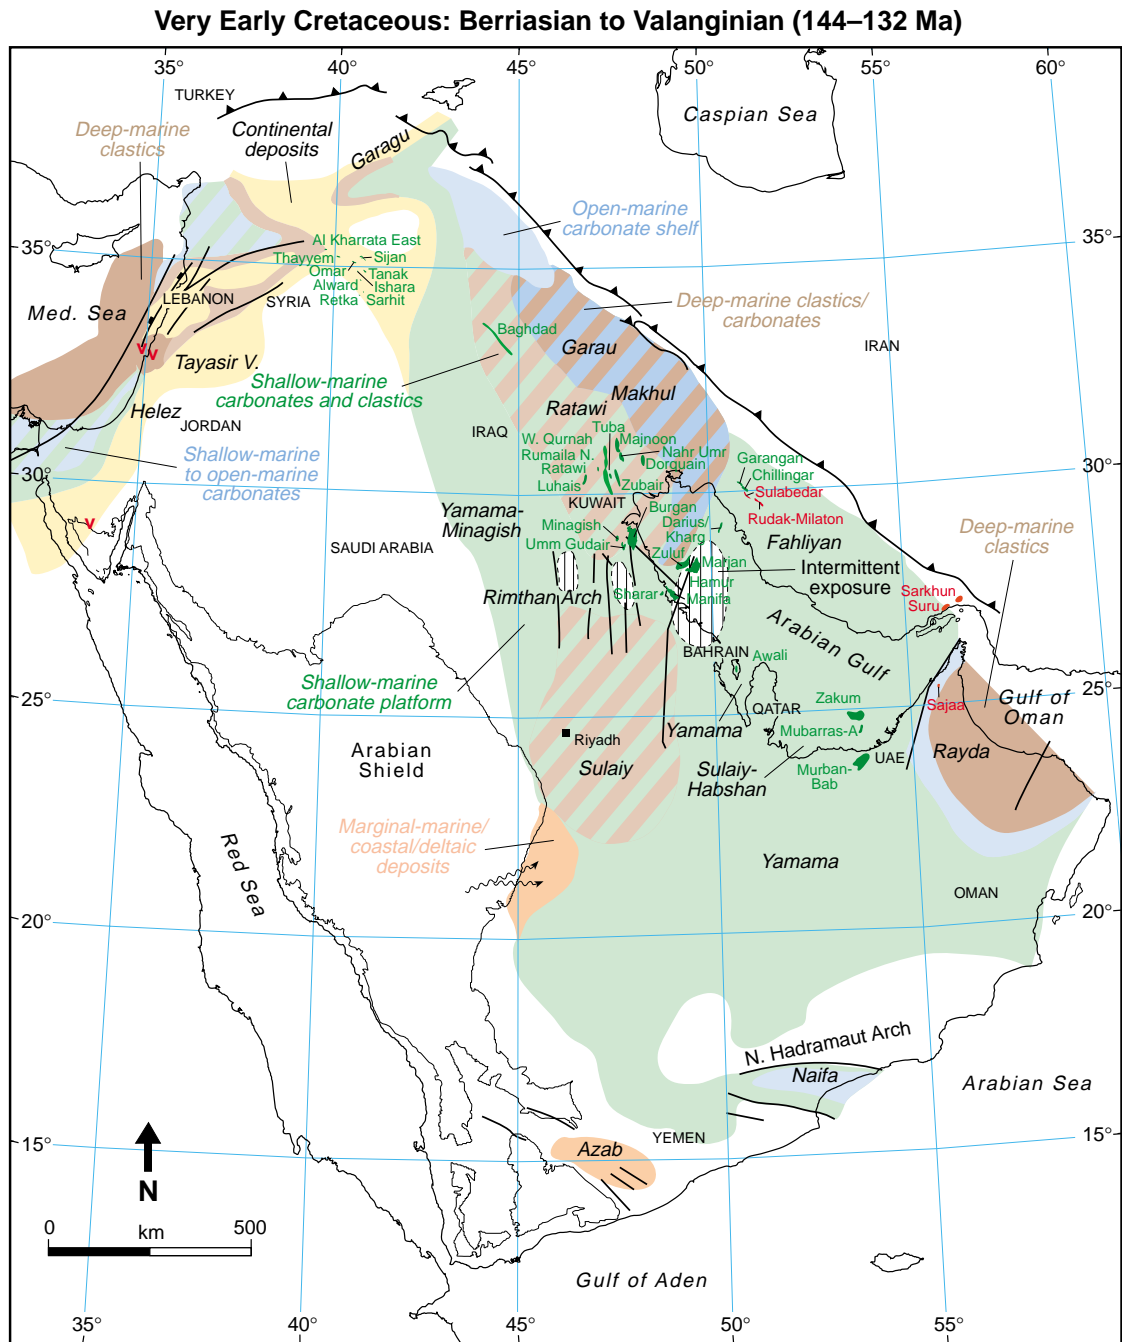 Very Early Cretaceous: Berriasian to Valanginian (144–132 Ma)
35°
40°
45°
50°
55°
60°
TURKEY
Caspian Sea
Deep-marine
clastics
Continental
deposits
Garagu
Open-marine
carbonate shelf
35°
35°
Al Kharrata East
Thayyem
Sijan
Omar
Tanak
Alward
Ishara
Retka
Sarhit
LEBANON
SYRIA
Med. Sea
Deep-marine clastics/
carbonates
Baghdad
IRAN
Garau
V
V
Tayasir V.
Shallow-marine
carbonates and clastics
Makhul
Helez
Ratawi
JORDAN
IRAQ
Tuba
W. Qurnah
Majnoon
Rumaila N.
Nahr Umr
Ratawi
Dorquain
Luhais
Zubair
Shallow-marine
to open-marine
carbonates
Garangan
Chillingar
Sulabedar
30°
30°
KUWAIT
Rudak-Milaton
Yamama-
Minagish
Burgan
Minagish
Darius/
Kharg
Umm Gudair
V
Deep-marine
clastics
Fahliyan
SAUDI ARABIA
Zuluf
Marjan
Intermittent
exposure
Hamur
Rimthan Arch
Sharar
Manifa
Sarkhun
Suru
Arabian Gulf
BAHRAIN
Awali
Shallow-marine
carbonate platform
25°
25°
Zakum
Sajaa
Gulf of
Oman
QATAR
Yamama
Mubarras-A
Riyadh
Arabian
Shield
Sulaiy
Sulaiy-
Habshan
UAE
Rayda
Murban-
Bab
Marginal-marine/
coastal/deltaic
deposits
Red Sea
Yamama
OMAN
20°
20°
N. Hadramaut Arch
Naifa
Arabian Sea
15°
15°
YEMEN
Azab
N
0
km
500
Gulf of Aden
35°
40°
45°
50°
55°